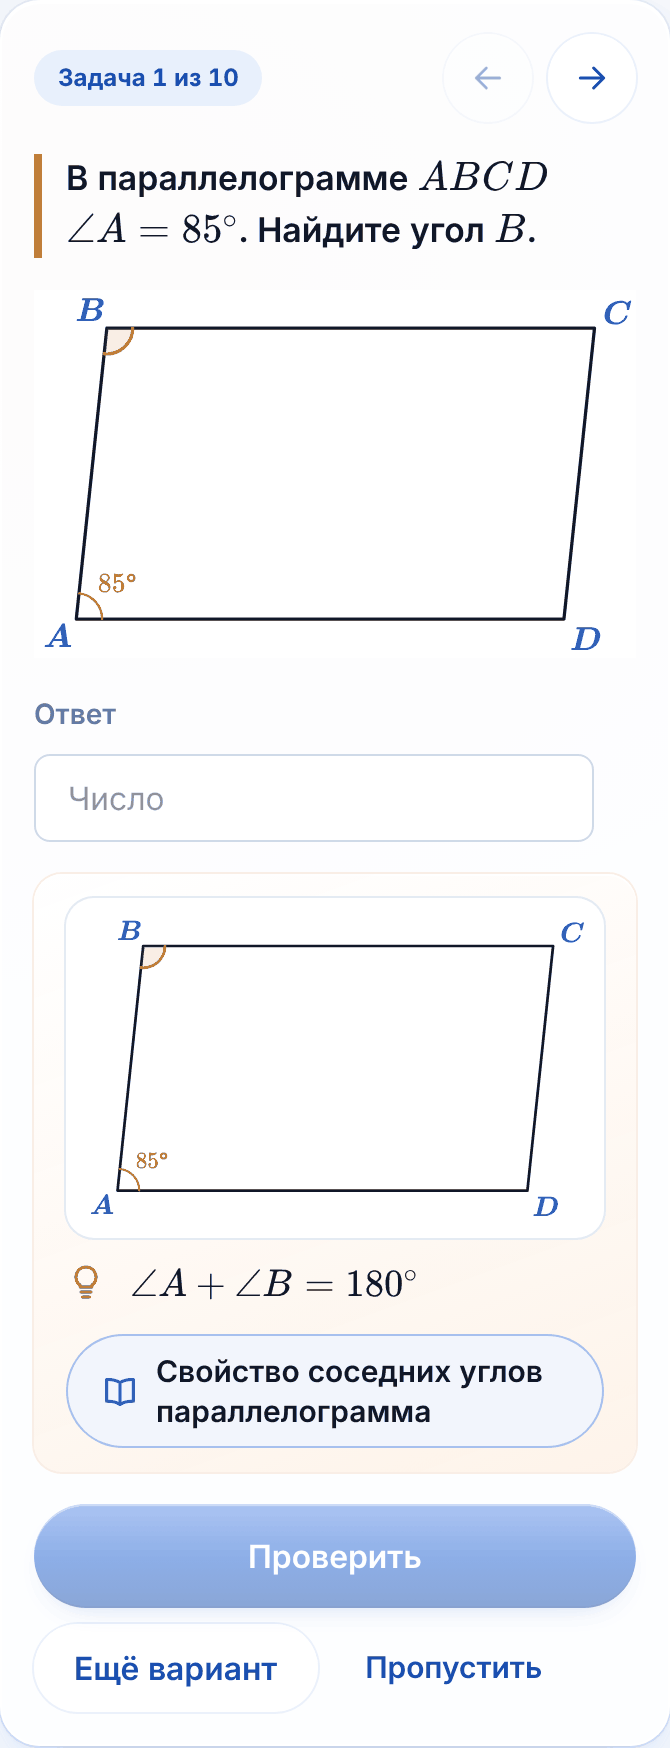 Задача 1 из 10
В параллелограмме ABCD
∠A = 85°. Найдите угол B.
B
C
85°
A
D
Ответ
Число
B
C
85°
A
D
∠A + ∠B = 180°
Свойство соседних углов
параллелограмма
Проверить
Ещё вариант
Пропустить